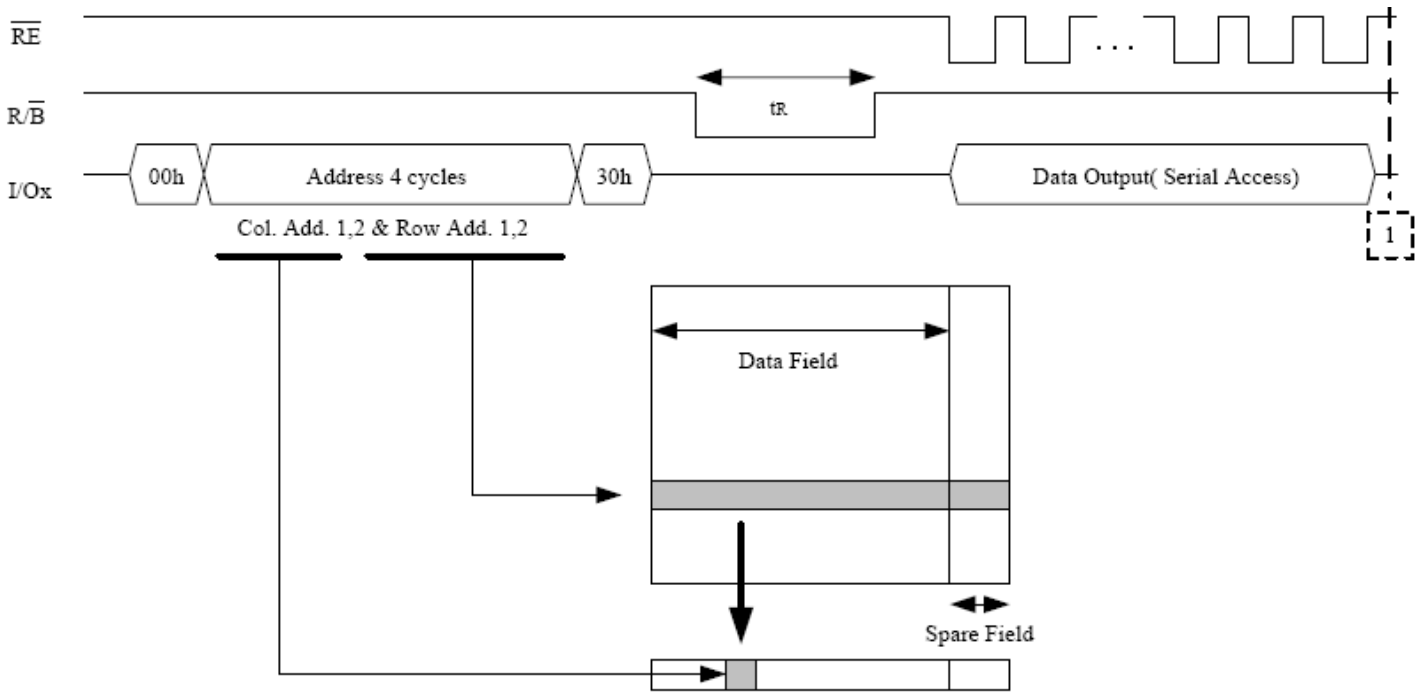 R̅E̅
R/B̅
tR
I/Ox
00h
Address 4 cycles
30h
Data Output( Serial Access)
Col. Add. 1,2 & Row Add. 1,2
1
. . .
Data Field
Spare Field